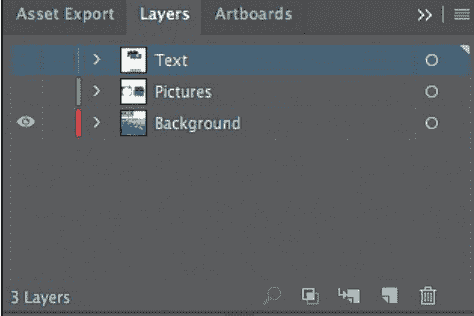 Asset Export Layers Artboards
Text
Pictures
Background
3 Layers